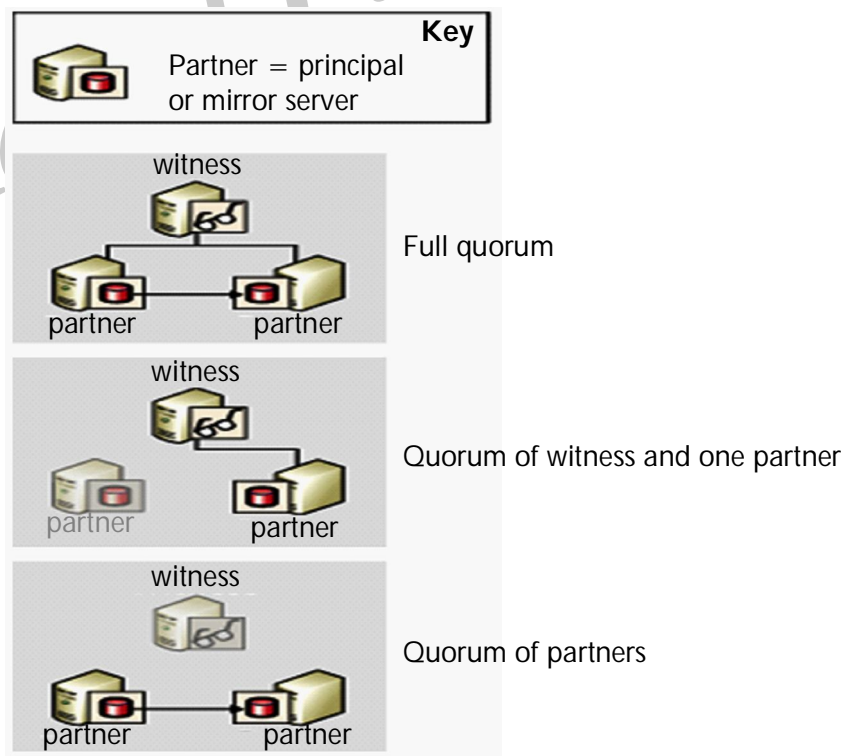 Key
Partner = principal
or mirror server
witness
Full quorum
partner
partner
witness
Quorum of witness and one partner
partner
partner
witness
Quorum of partners
partner
partner